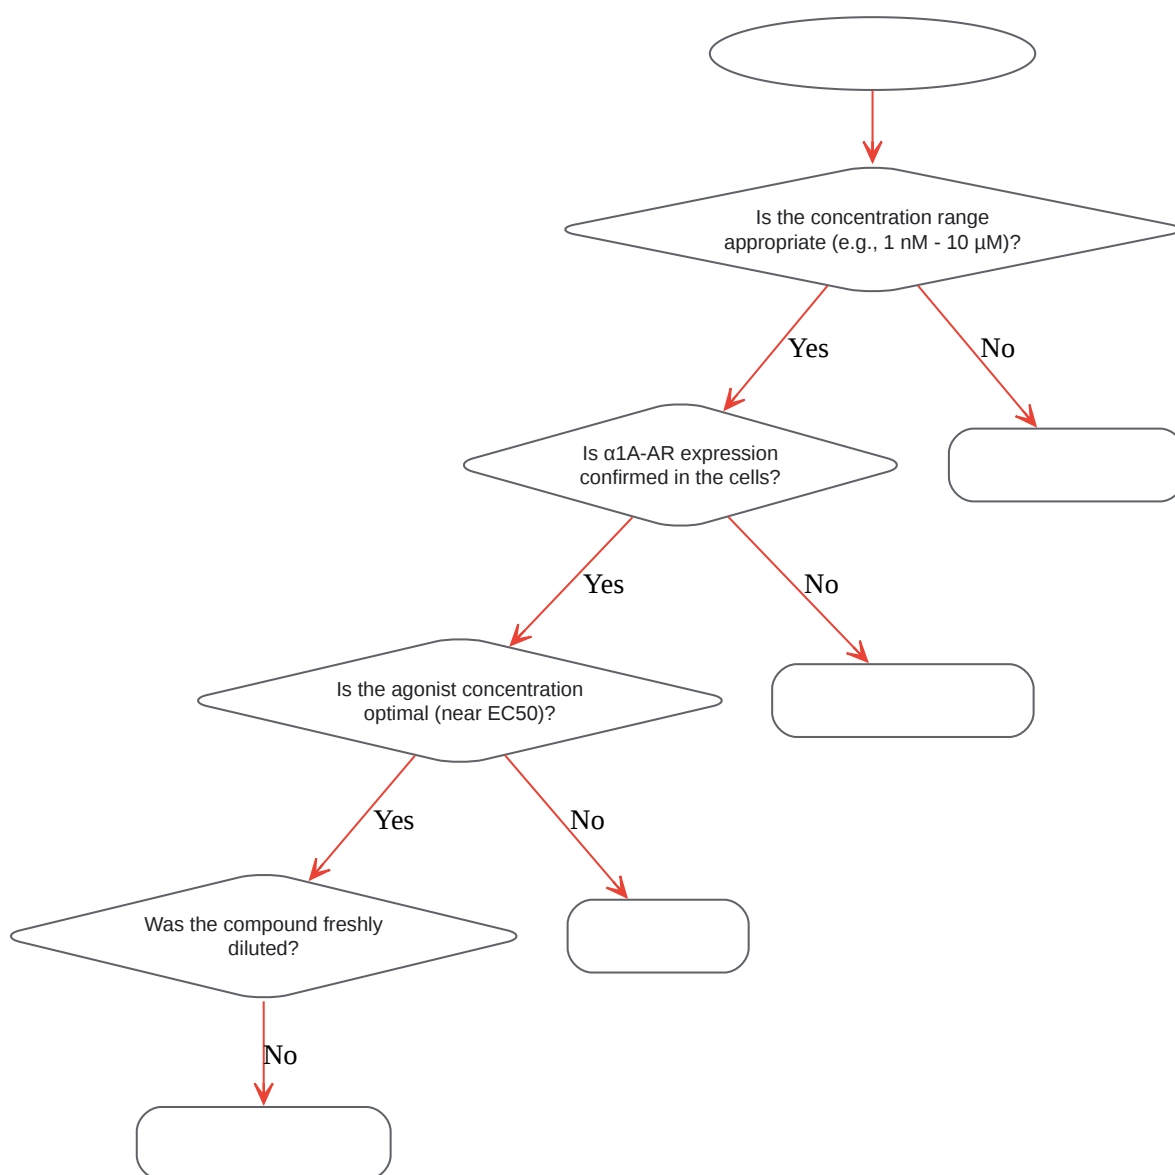 Is the concentration range
appropriate (e.g., 1 nM - 10 µM)?
Yes
No
Is α1A-AR expression
confirmed in the cells?
Yes
No
Is the agonist concentration
optimal (near EC50)?
Yes
No
Was the compound freshly
diluted?
No